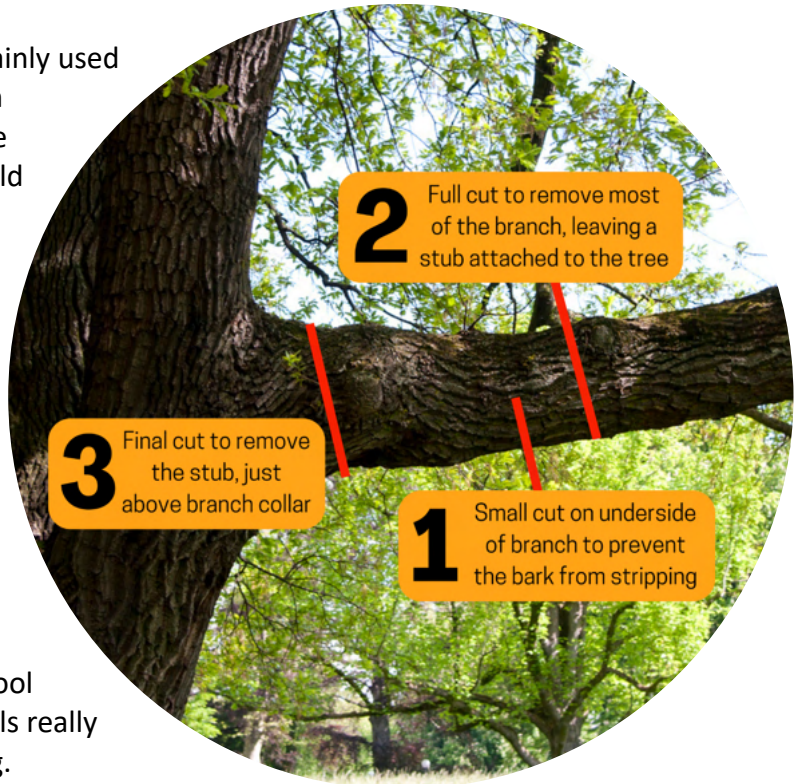 used
2
Full cut to remove most
of the branch, leaving a
stub attached to the tree
3
Final cut to remove
the stub, just
above branch collar
1
Small cut on underside
of branch to prevent
the bark from stripping
really